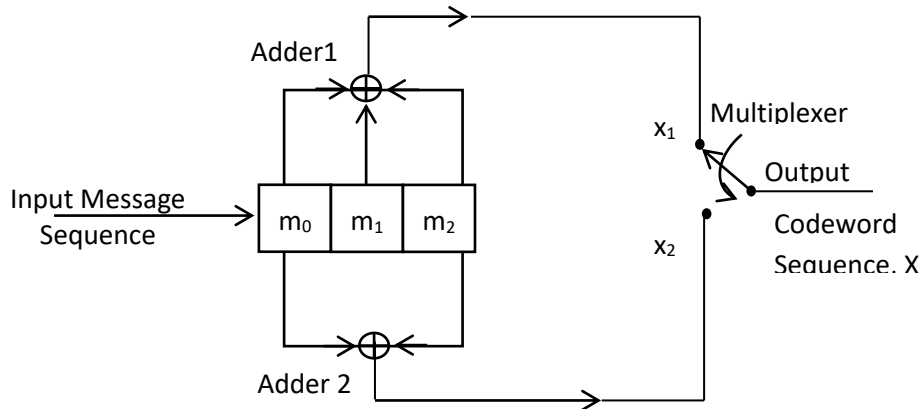 Adder1
Multiplexer
x₁
Input Message
Sequence
m₀ m₁ m₂
Output
x₂
Codeword
Sequence, X
Adder 2